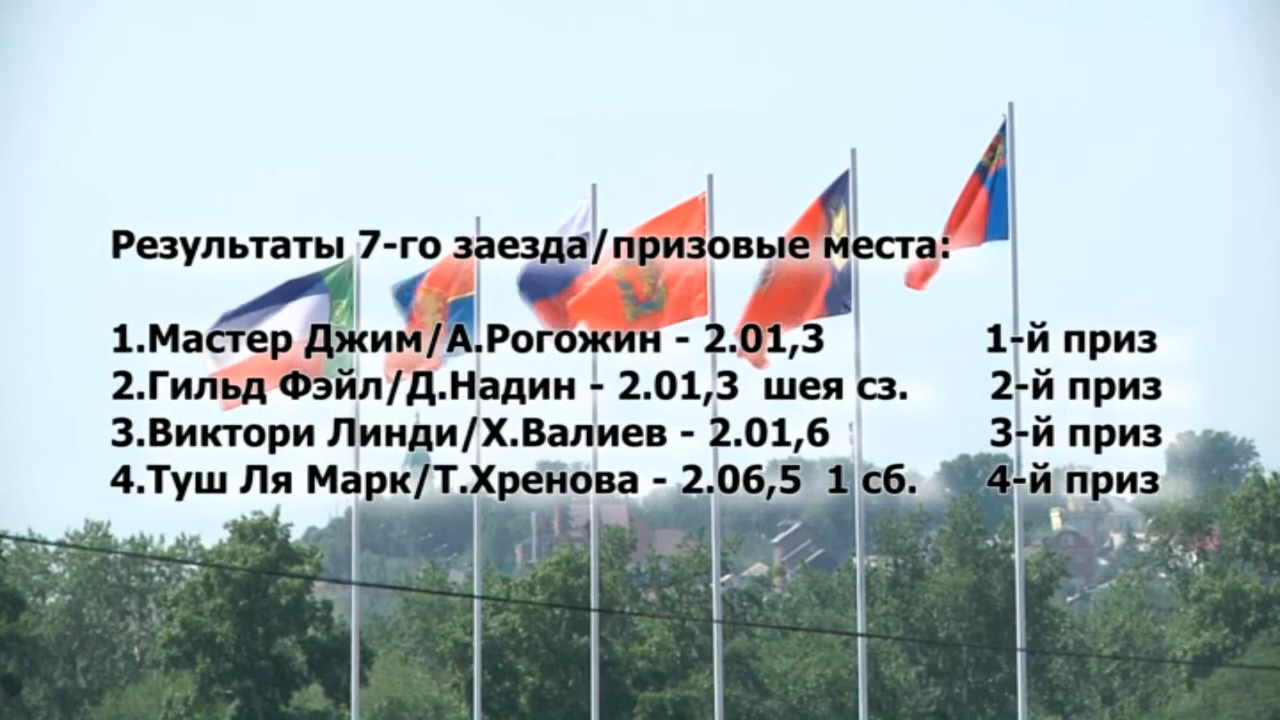 Результаты 7-го заезда/призовые места:
1.Мастер Джим/А.Рогожин - 2.01,3 1-й приз
2.Гильд Фэйл/Д.Надин - 2.01,3 шея сз. 2-й приз
3.Виктори Линди/Х.Валиев - 2.01,6 3-й приз
4.Туш Ля Марк/Т.Хренова - 2.06,5 1 сб. 4-й приз